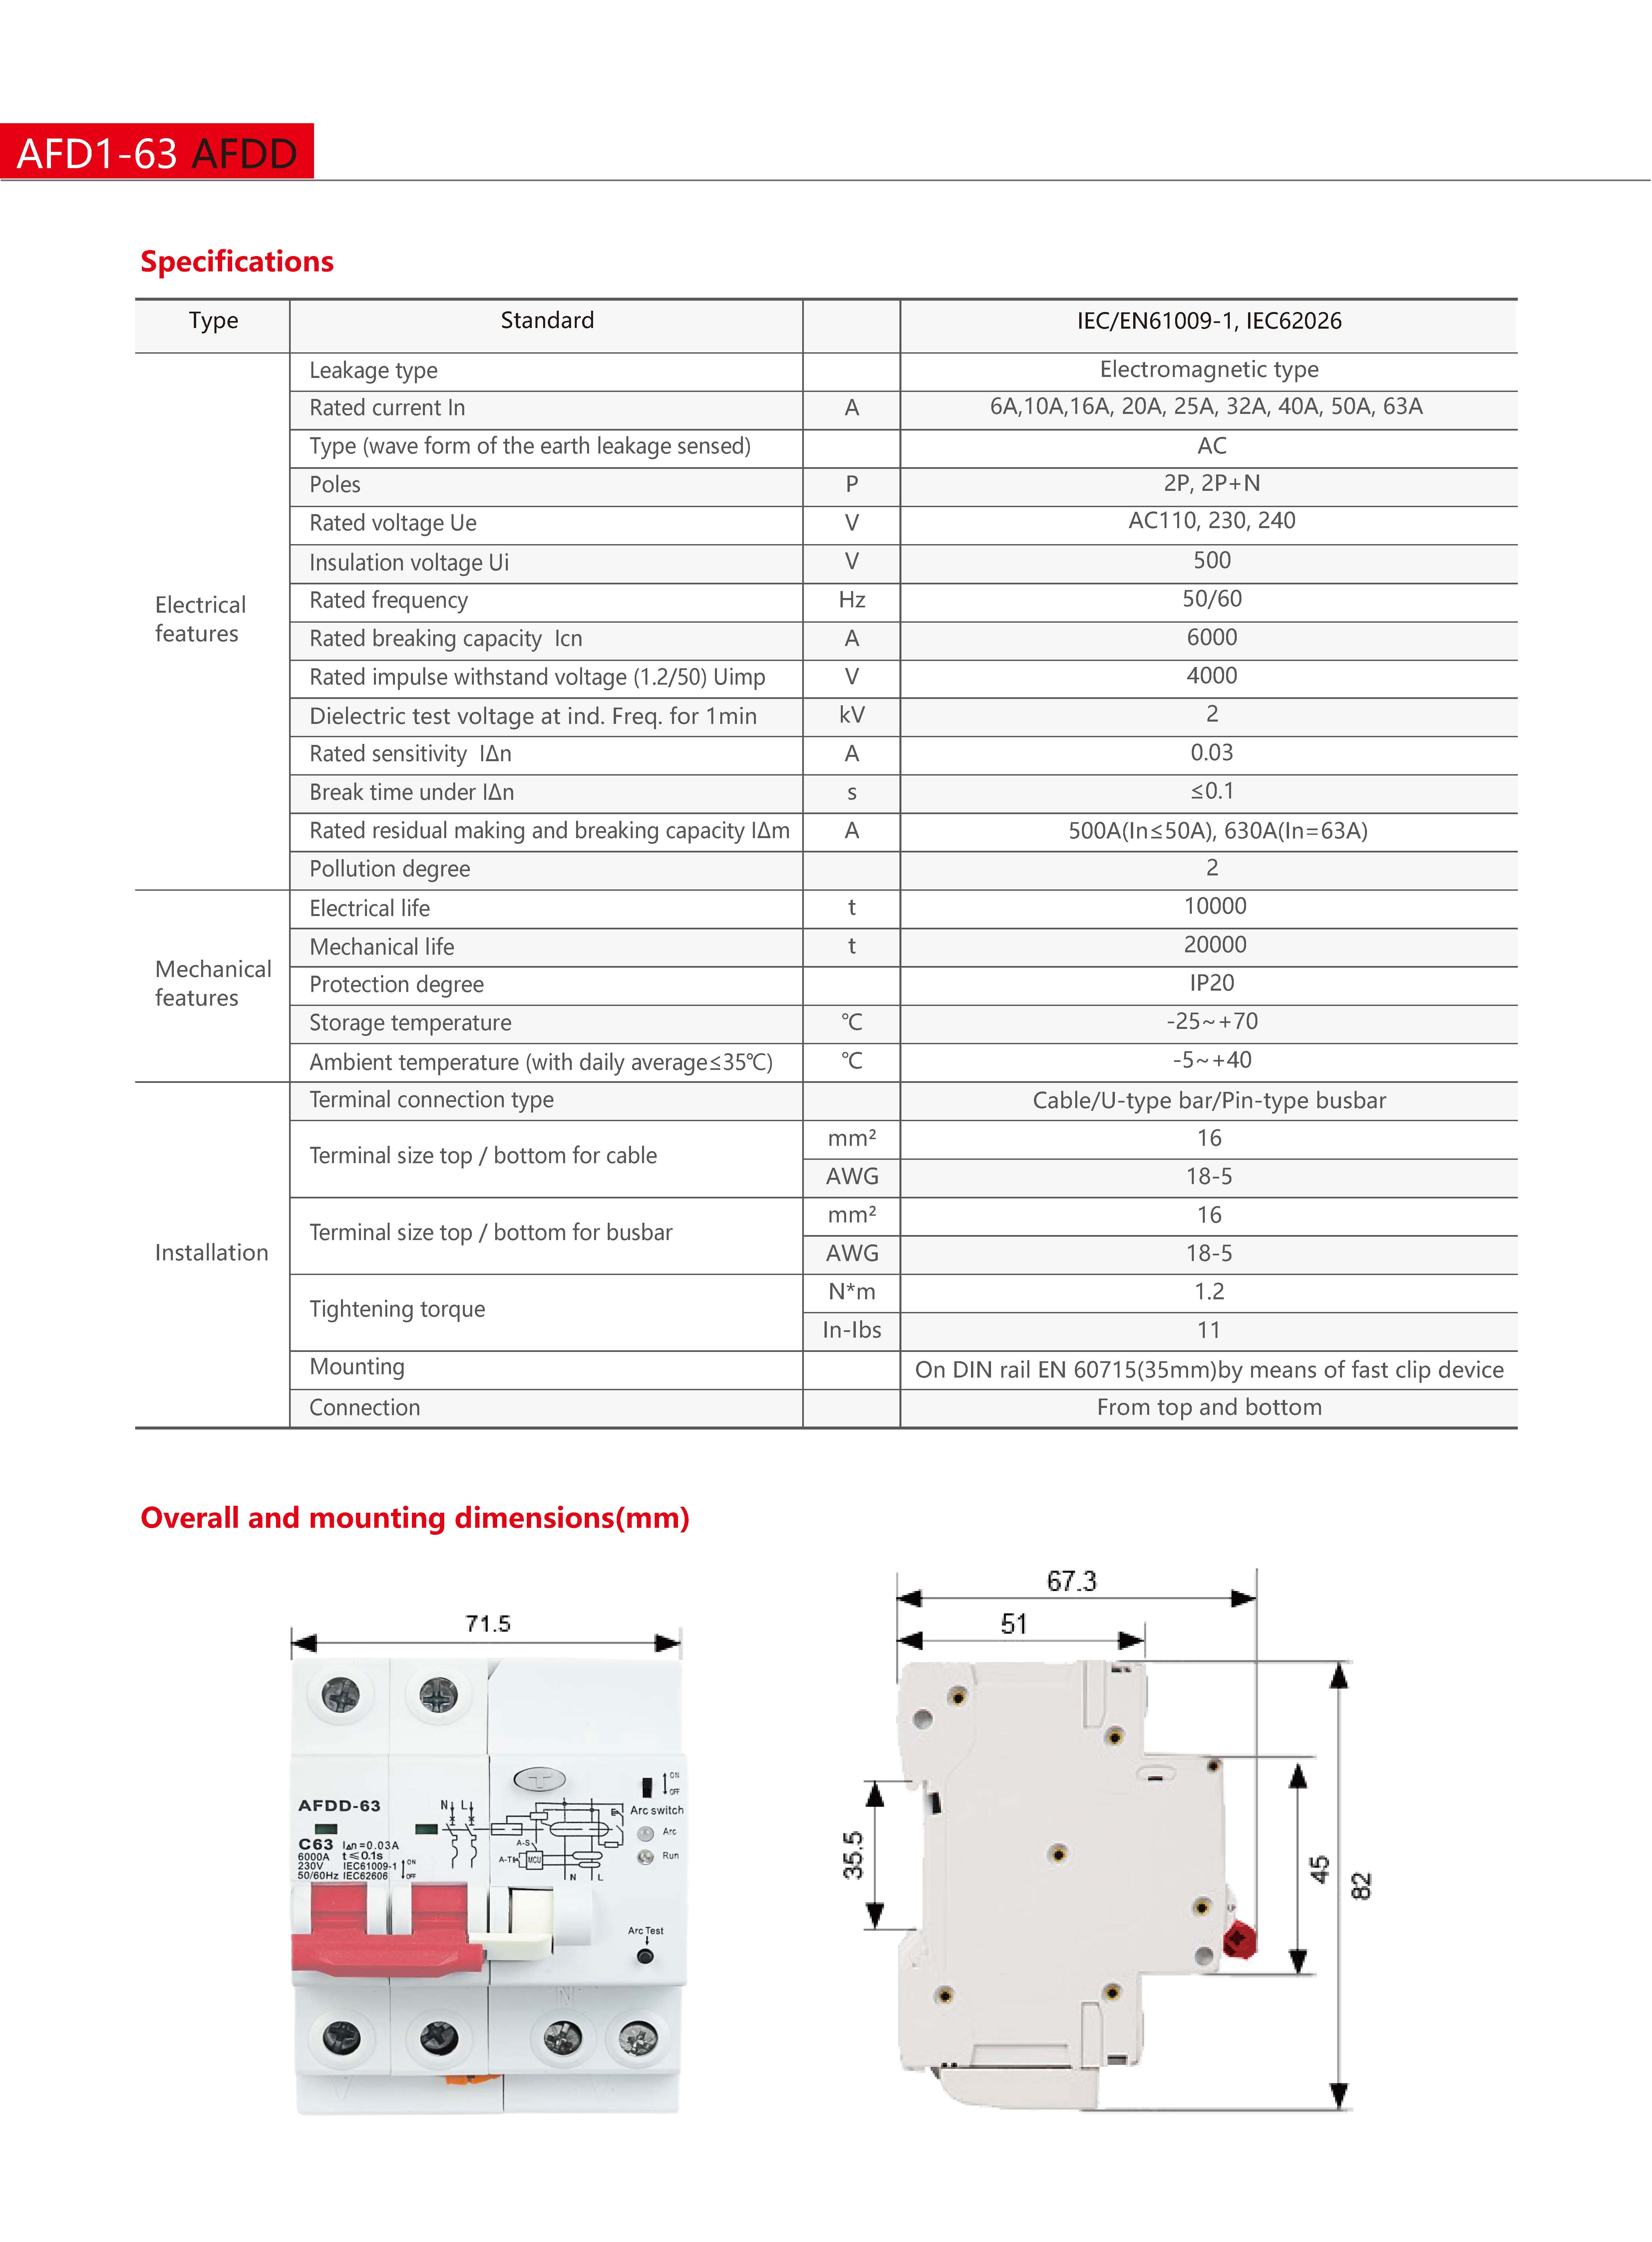 AFD1-63 AFDD
Specifications
Type Standard IEC/EN61009-1, IEC62026
Electrical features
Leakage type Electromagnetic type
Rated current In A 6A,10A,16A, 20A, 25A, 32A, 40A, 50A, 63A
Type (wave form of the earth leakage sensed) AC
Poles P 2P, 2P+N
Rated voltage Ue V AC110, 230, 240
Insulation voltage Ui V 500
Rated frequency Hz 50/60
Rated breaking capacity Icn A 6000
Rated impulse withstand voltage (1.2/50) Uimp V 4000
Dielectric test voltage at ind. Freq. for 1min kV 2
Rated sensitivity I∆n A 0.03
Break time under I∆n s ≤0.1
Rated residual making and breaking capacity I∆m A 500A(In≤50A), 630A(In=63A)
Pollution degree 2
Mechanical features
Electrical life t 10000
Mechanical life t 20000
Protection degree IP20
Storage temperature ℃ -25~+70
Ambient temperature (with daily average≤35℃) ℃ -5~+40
Installation
Terminal connection type Cable/U-type bar/Pin-type busbar
Terminal size top / bottom for cable mm² 16
AWG 18-5
Terminal size top / bottom for busbar mm² 16
AWG 18-5
Tightening torque N*m 1.2
In-Ibs 11
Mounting On DIN rail EN 60715(35mm)by means of fast clip device
Connection From top and bottom
Overall and mounting dimensions(mm)
71.5
T
ON
OFF
Arc switch
Arc
Run
AFDD-63
N L
E
C63 I∆n=0.03A
6000A t≤0.1s
230V IEC61009-1
50/60Hz IEC62606
ON
OFF
A-S
A-T
MCU
N L
Arc Test
N
67.3
51
35.5
45
82